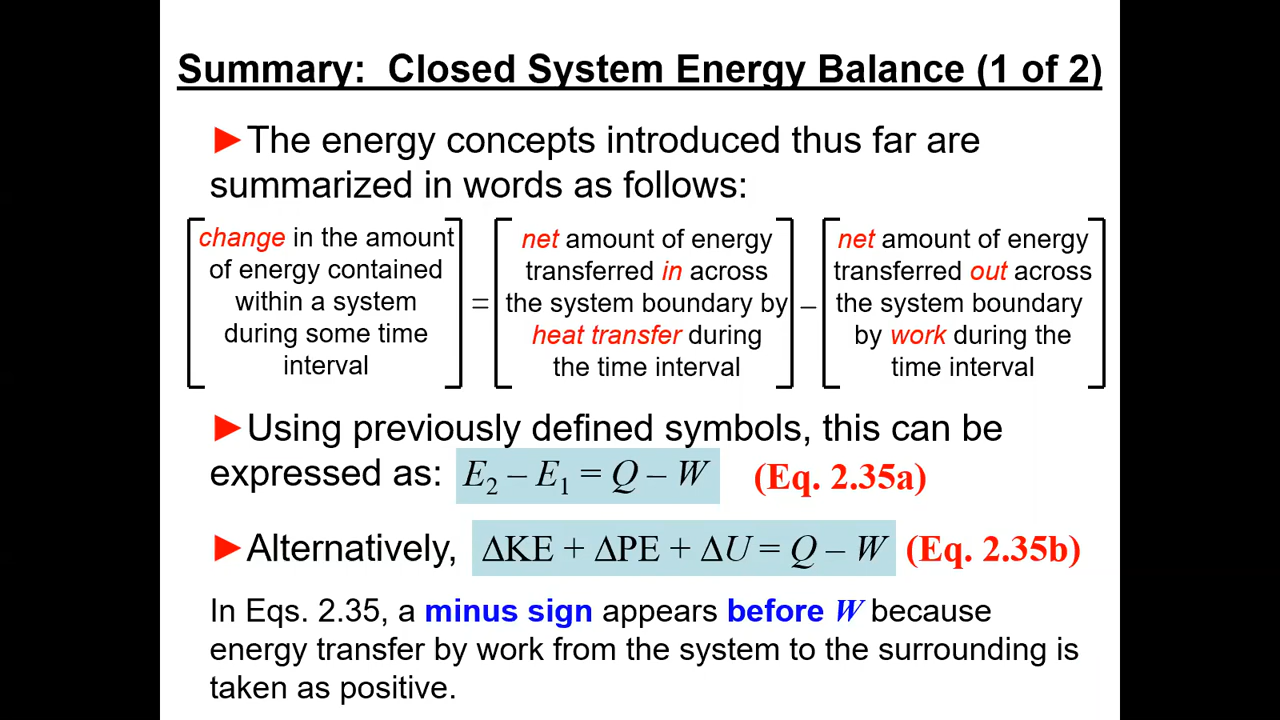 Summary:  Closed System Energy Balance (1 of 2)
►The energy concepts introduced thus far are
summarized in words as follows:
change in the amount
of energy contained
within a system
during some time
interval
=
net amount of energy
transferred in across
the system boundary by
heat transfer during
the time interval
–
net amount of energy
transferred out across
the system boundary
by work during the
time interval
►Using previously defined symbols, this can be
expressed as: E₂ – E₁ = Q – W (Eq. 2.35a)
►Alternatively, ΔKE + ΔPE + ΔU = Q – W (Eq. 2.35b)
In Eqs. 2.35, a minus sign appears before W because
energy transfer by work from the system to the surrounding is
taken as positive.